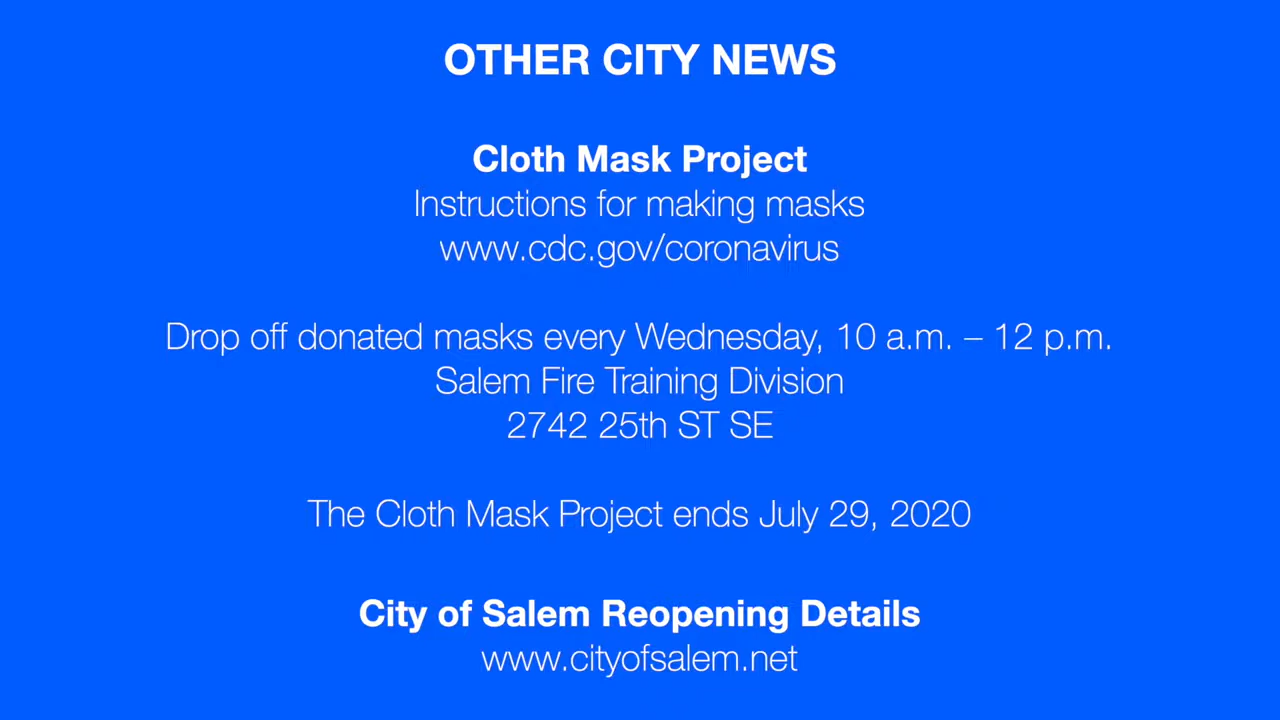 OTHER CITY NEWS
Cloth Mask Project
Instructions for making masks
www.cdc.gov/coronavirus
Drop off donated masks every Wednesday, 10 a.m. – 12 p.m.
Salem Fire Training Division
2742 25th ST SE
The Cloth Mask Project ends July 29, 2020
City of Salem Reopening Details
www.cityofsalem.net